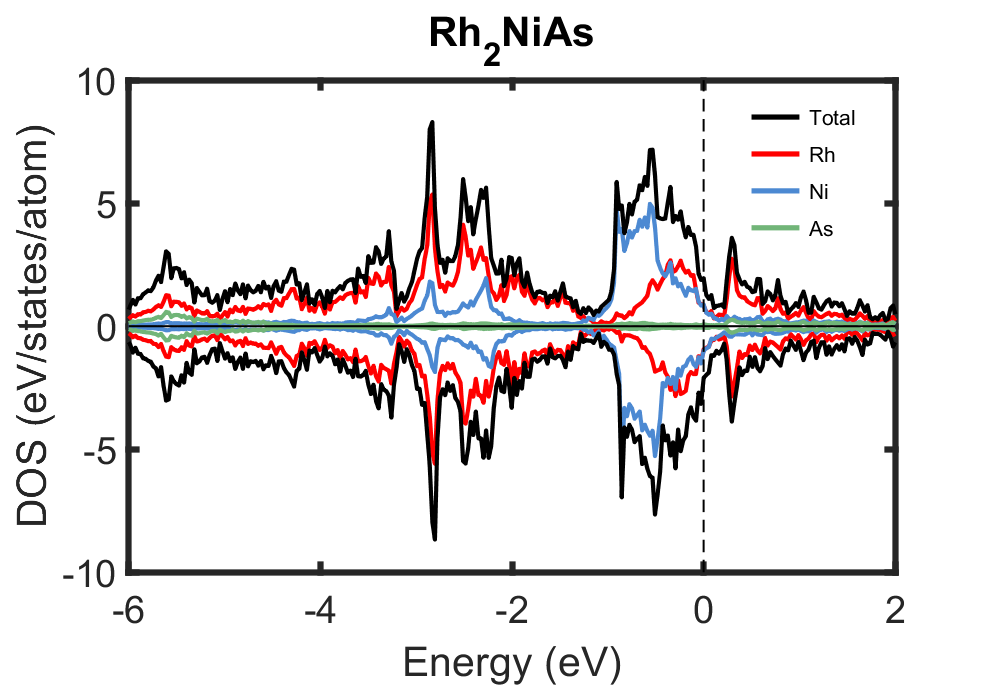 Rh2NiAs
DOS (eV/states/atom)
10
5
0
-5
-10
-6
-4
-2
0
2
Energy (eV)
Total
Rh
Ni
As